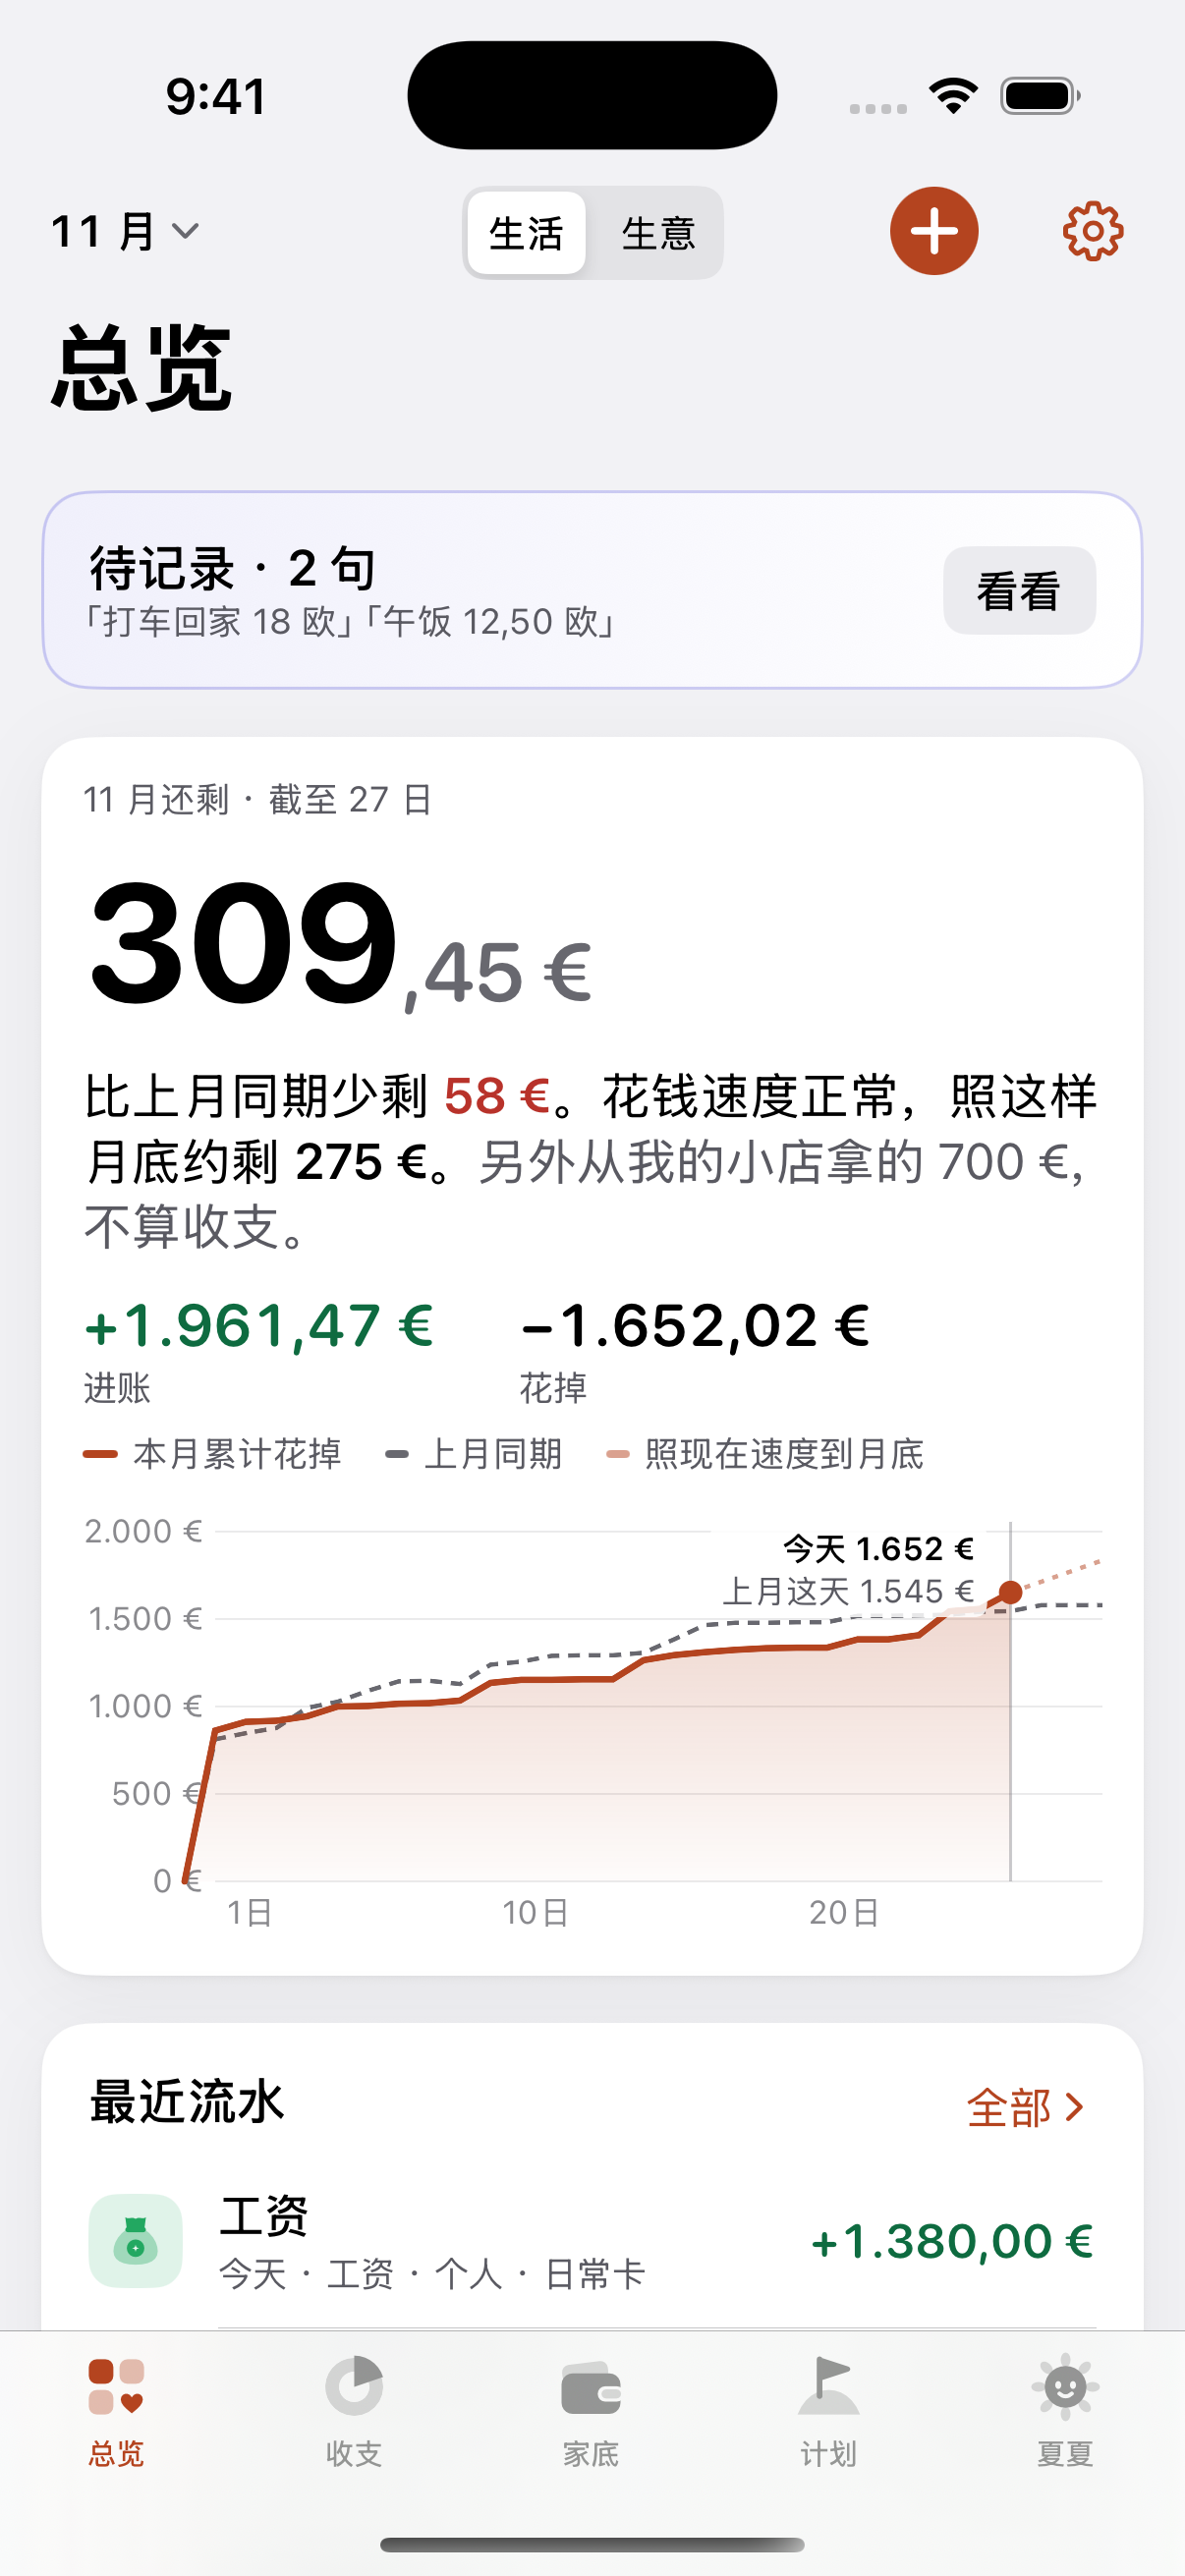 9:41
11 月
生活
生意
总览
待记录 · 2 句
「打车回家 18 欧」「午饭 12,50 欧」
看看
11 月还剩 · 截至 27 日
309,45 €
比上月同期少剩 58 €。花钱速度正常，照这样
月底约剩 275 €。另外从我的小店拿的 700 €，
不算收支。
+1.961,47 €
−1.652,02 €
进账
花掉
本月累计花掉
上月同期
照现在速度到月底
2.000 €
今天 1.652 €
上月这天 1.545 €
1.500 €
1.000 €
500 €
0 €
1日
10日
20日
最近流水
全部
工资
今天 · 工资 · 个人 · 日常卡
+1.380,00 €
总览
收支
家底
计划
夏夏